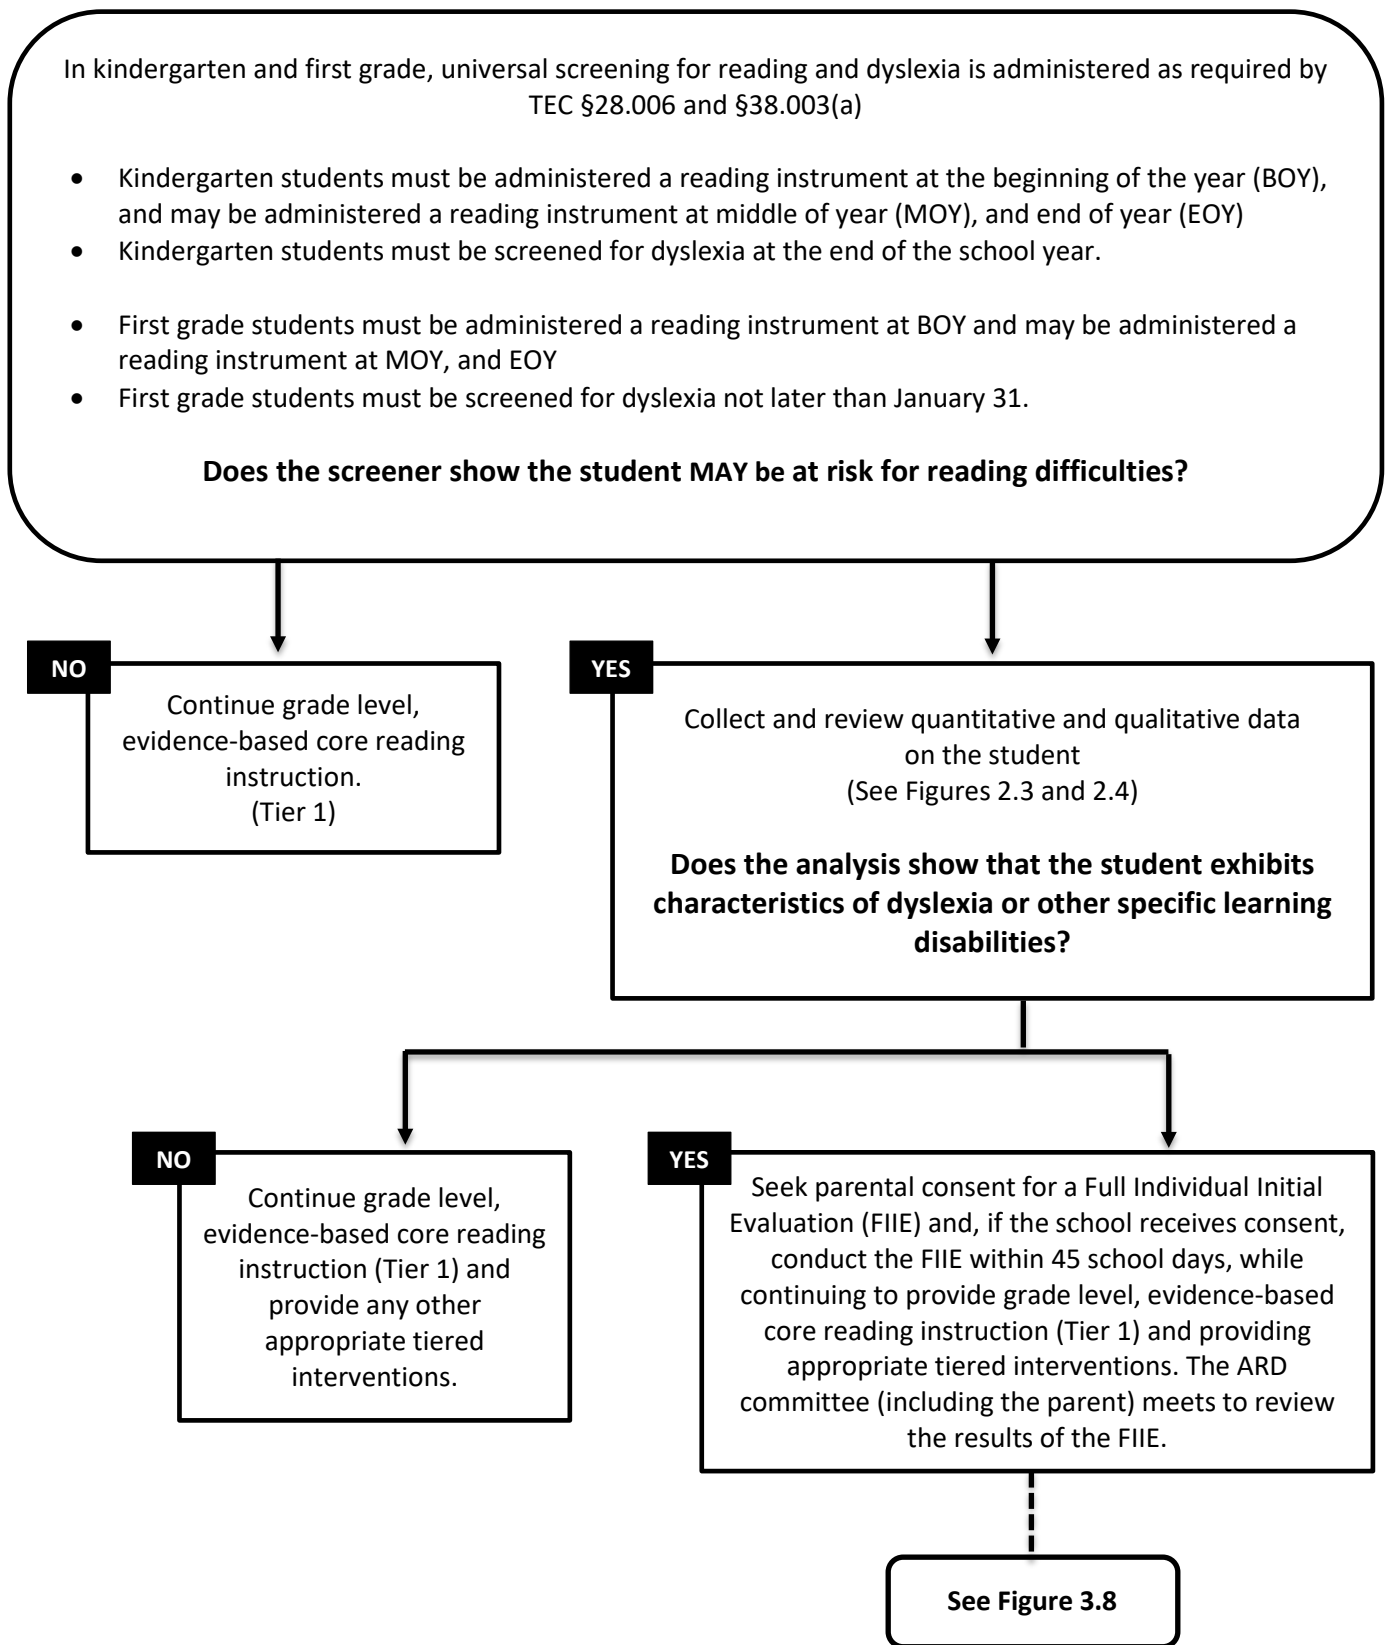 In kindergarten and first grade, universal screening for reading and dyslexia is administered as required by
TEC §28.006 and §38.003(a)
• Kindergarten students must be administered a reading instrument at the beginning of the year (BOY),
and may be administered a reading instrument at middle of year (MOY), and end of year (EOY)
• Kindergarten students must be screened for dyslexia at the end of the school year.
• First grade students must be administered a reading instrument at BOY and may be administered a
reading instrument at MOY, and EOY
• First grade students must be screened for dyslexia not later than January 31.
Does the screener show the student MAY be at risk for reading difficulties?
NO
Continue grade level,
evidence-based core reading
instruction.
(Tier 1)
YES
Collect and review quantitative and qualitative data
on the student
(See Figures 2.3 and 2.4)
Does the analysis show that the student exhibits
characteristics of dyslexia or other specific learning
disabilities?
NO
Continue grade level,
evidence-based core reading
instruction (Tier 1) and
provide any other
appropriate tiered
interventions.
YES
Seek parental consent for a Full Individual Initial
Evaluation (FIIE) and, if the school receives consent,
conduct the FIIE within 45 school days, while
continuing to provide grade level, evidence-based
core reading instruction (Tier 1) and providing
appropriate tiered interventions. The ARD
committee (including the parent) meets to review
the results of the FIIE.
See Figure 3.8